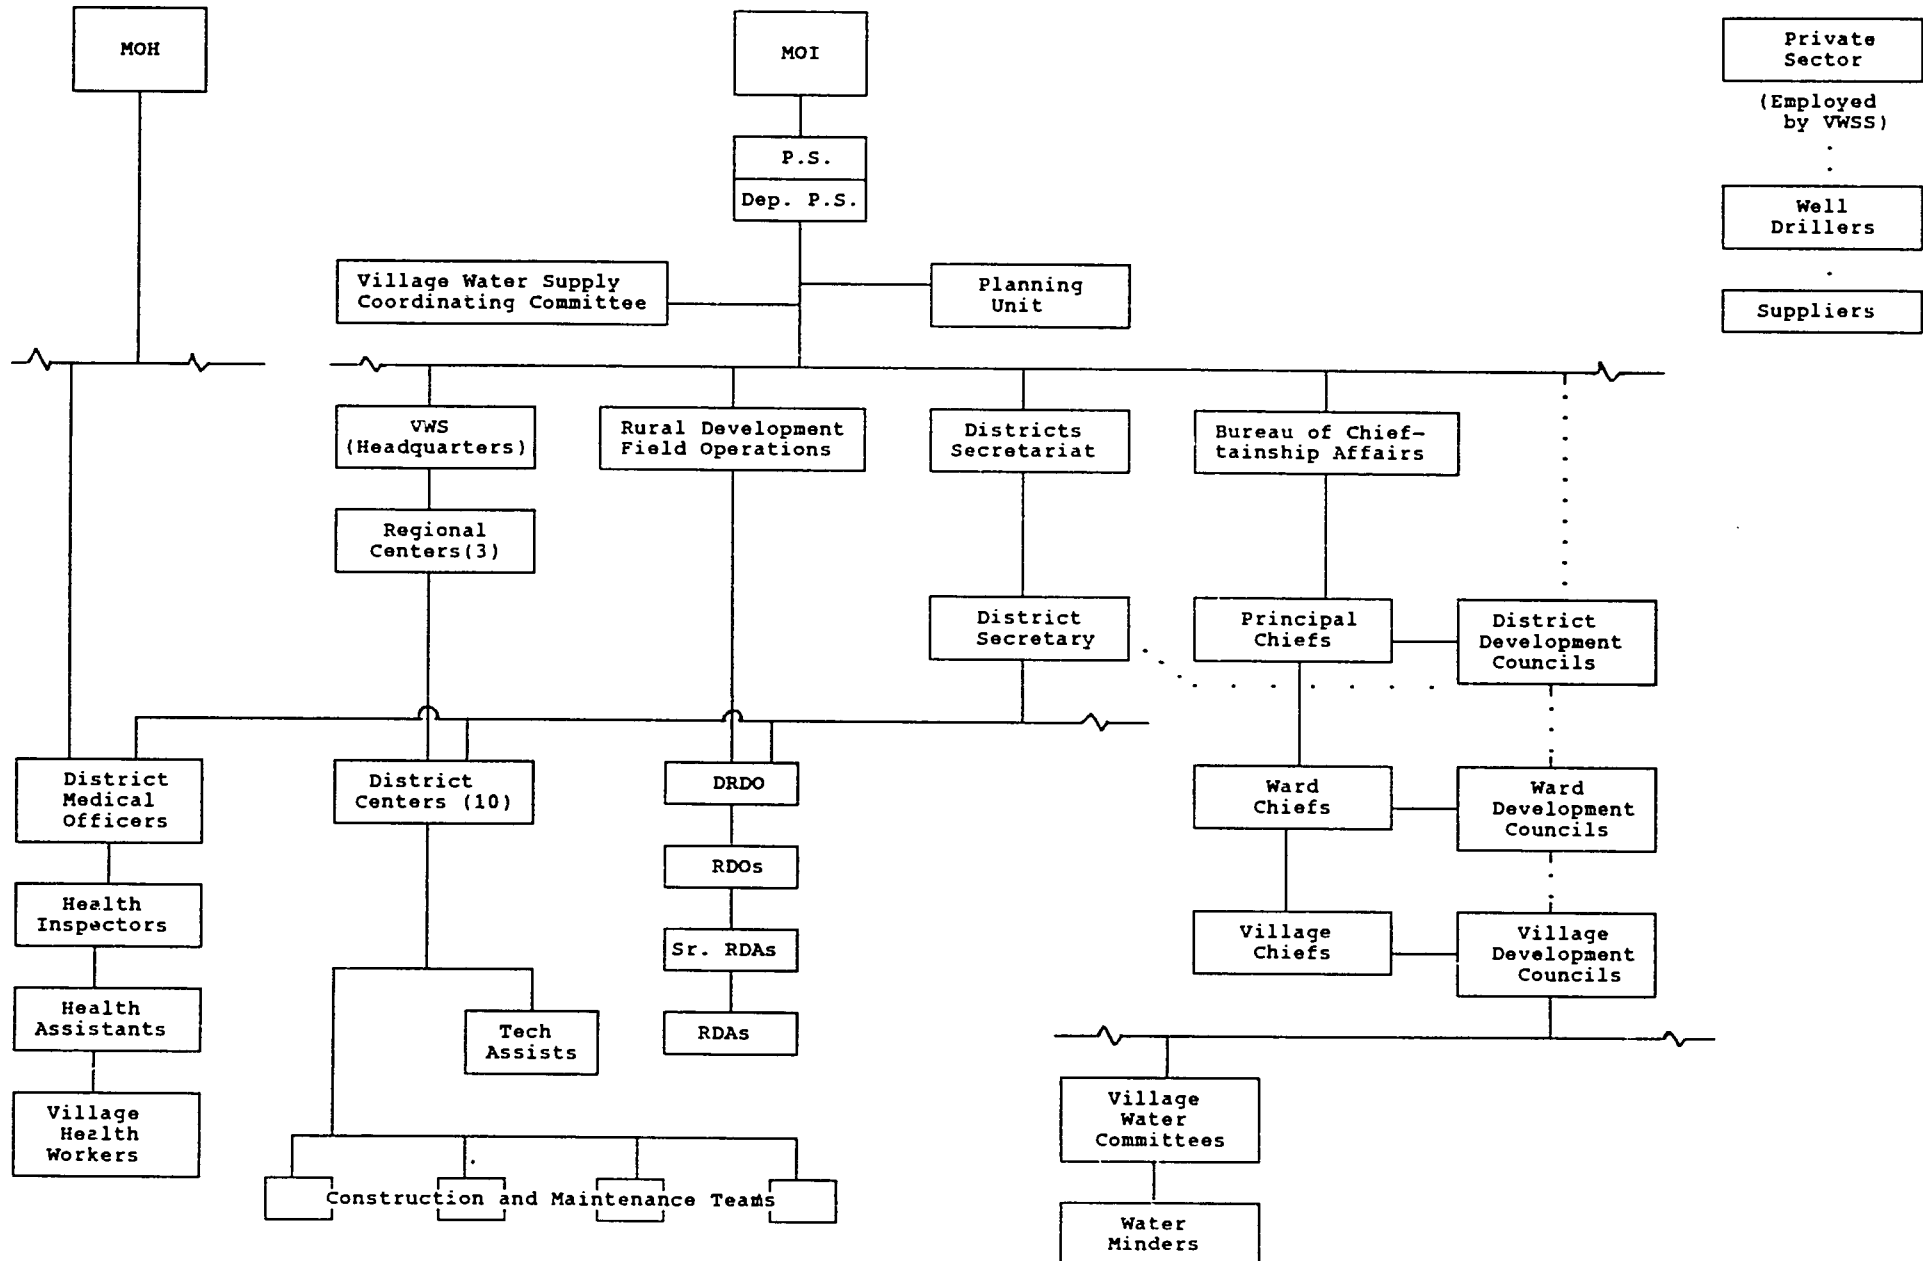 MOH
MOI
Private
Sector
(Employed
by VWSS)
P.S.
Dep. P.S.
Well
Drillers
Village Water Supply
Coordinating Committee
Planning
Unit
Suppliers
VWS
(Headquarters)
Rural Development
Field Operations
Districts
Secretariat
Bureau of Chief-
tainship Affairs
Regional
Centers(3)
District
Secretary
Principal
Chiefs
District
Development
Councils
District
Medical
Officers
District
Centers (10)
DRDO
Ward
Chiefs
Ward
Development
Councils
RDOs
Health
Inspectors
Sr. RDAs
Village
Chiefs
Village
Development
Councils
Health
Assistants
Tech
Assists
RDAs
Village
Health
Workers
Village
Water
Committees
Construction and Maintenance Teams
Water
Minders